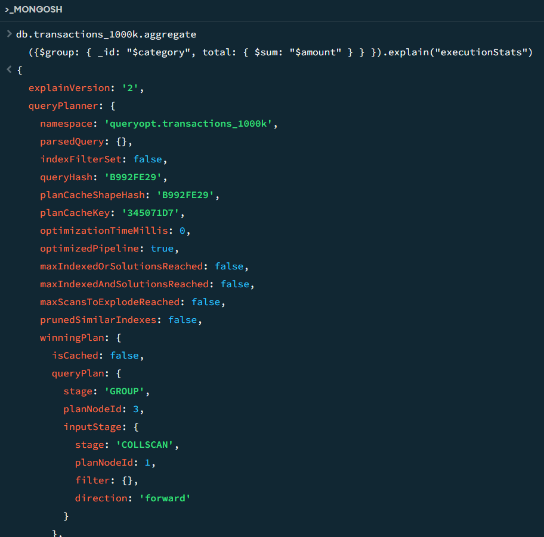 >_MONGOSH
> db.transactions_1000k.aggregate
({$group: { _id: "$category", total: { $sum: "$amount" } } }).explain("executionStats")
< {
explainVersion: '2',
queryPlanner: {
namespace: 'queryopt.transactions_1000k',
parsedQuery: {},
indexFilterSet: false,
queryHash: 'B992FE29',
planCacheShapeHash: 'B992FE29',
planCacheKey: '345071D7',
optimizationTimeMillis: 0,
optimizedPipeline: true,
maxIndexedOrSolutionsReached: false,
maxIndexedAndSolutionsReached: false,
maxScansToExplodeReached: false,
prunedSimilarIndexes: false,
winningPlan: {
isCached: false,
queryPlan: {
stage: 'GROUP',
planNodeId: 3,
inputStage: {
stage: 'COLLSCAN',
planNodeId: 1,
filter: {},
direction: 'forward'
}
},